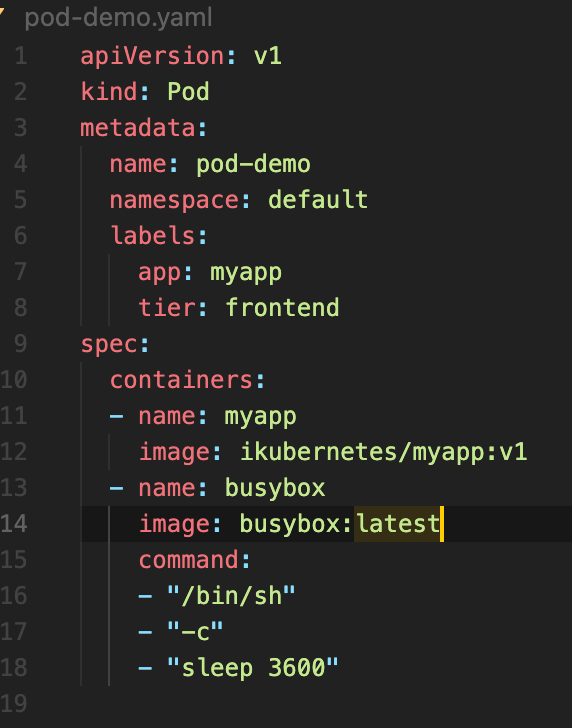 pod-demo.yaml
1 apiVersion: v1
2 kind: Pod
3 metadata:
4   name: pod-demo
5   namespace: default
6   labels:
7     app: myapp
8     tier: frontend
9 spec:
10   containers:
11   - name: myapp
12     image: ikubernetes/myapp:v1
13   - name: busybox
14     image: busybox:latest
15     command:
16     - "/bin/sh"
17     - "-c"
18     - "sleep 3600"
19